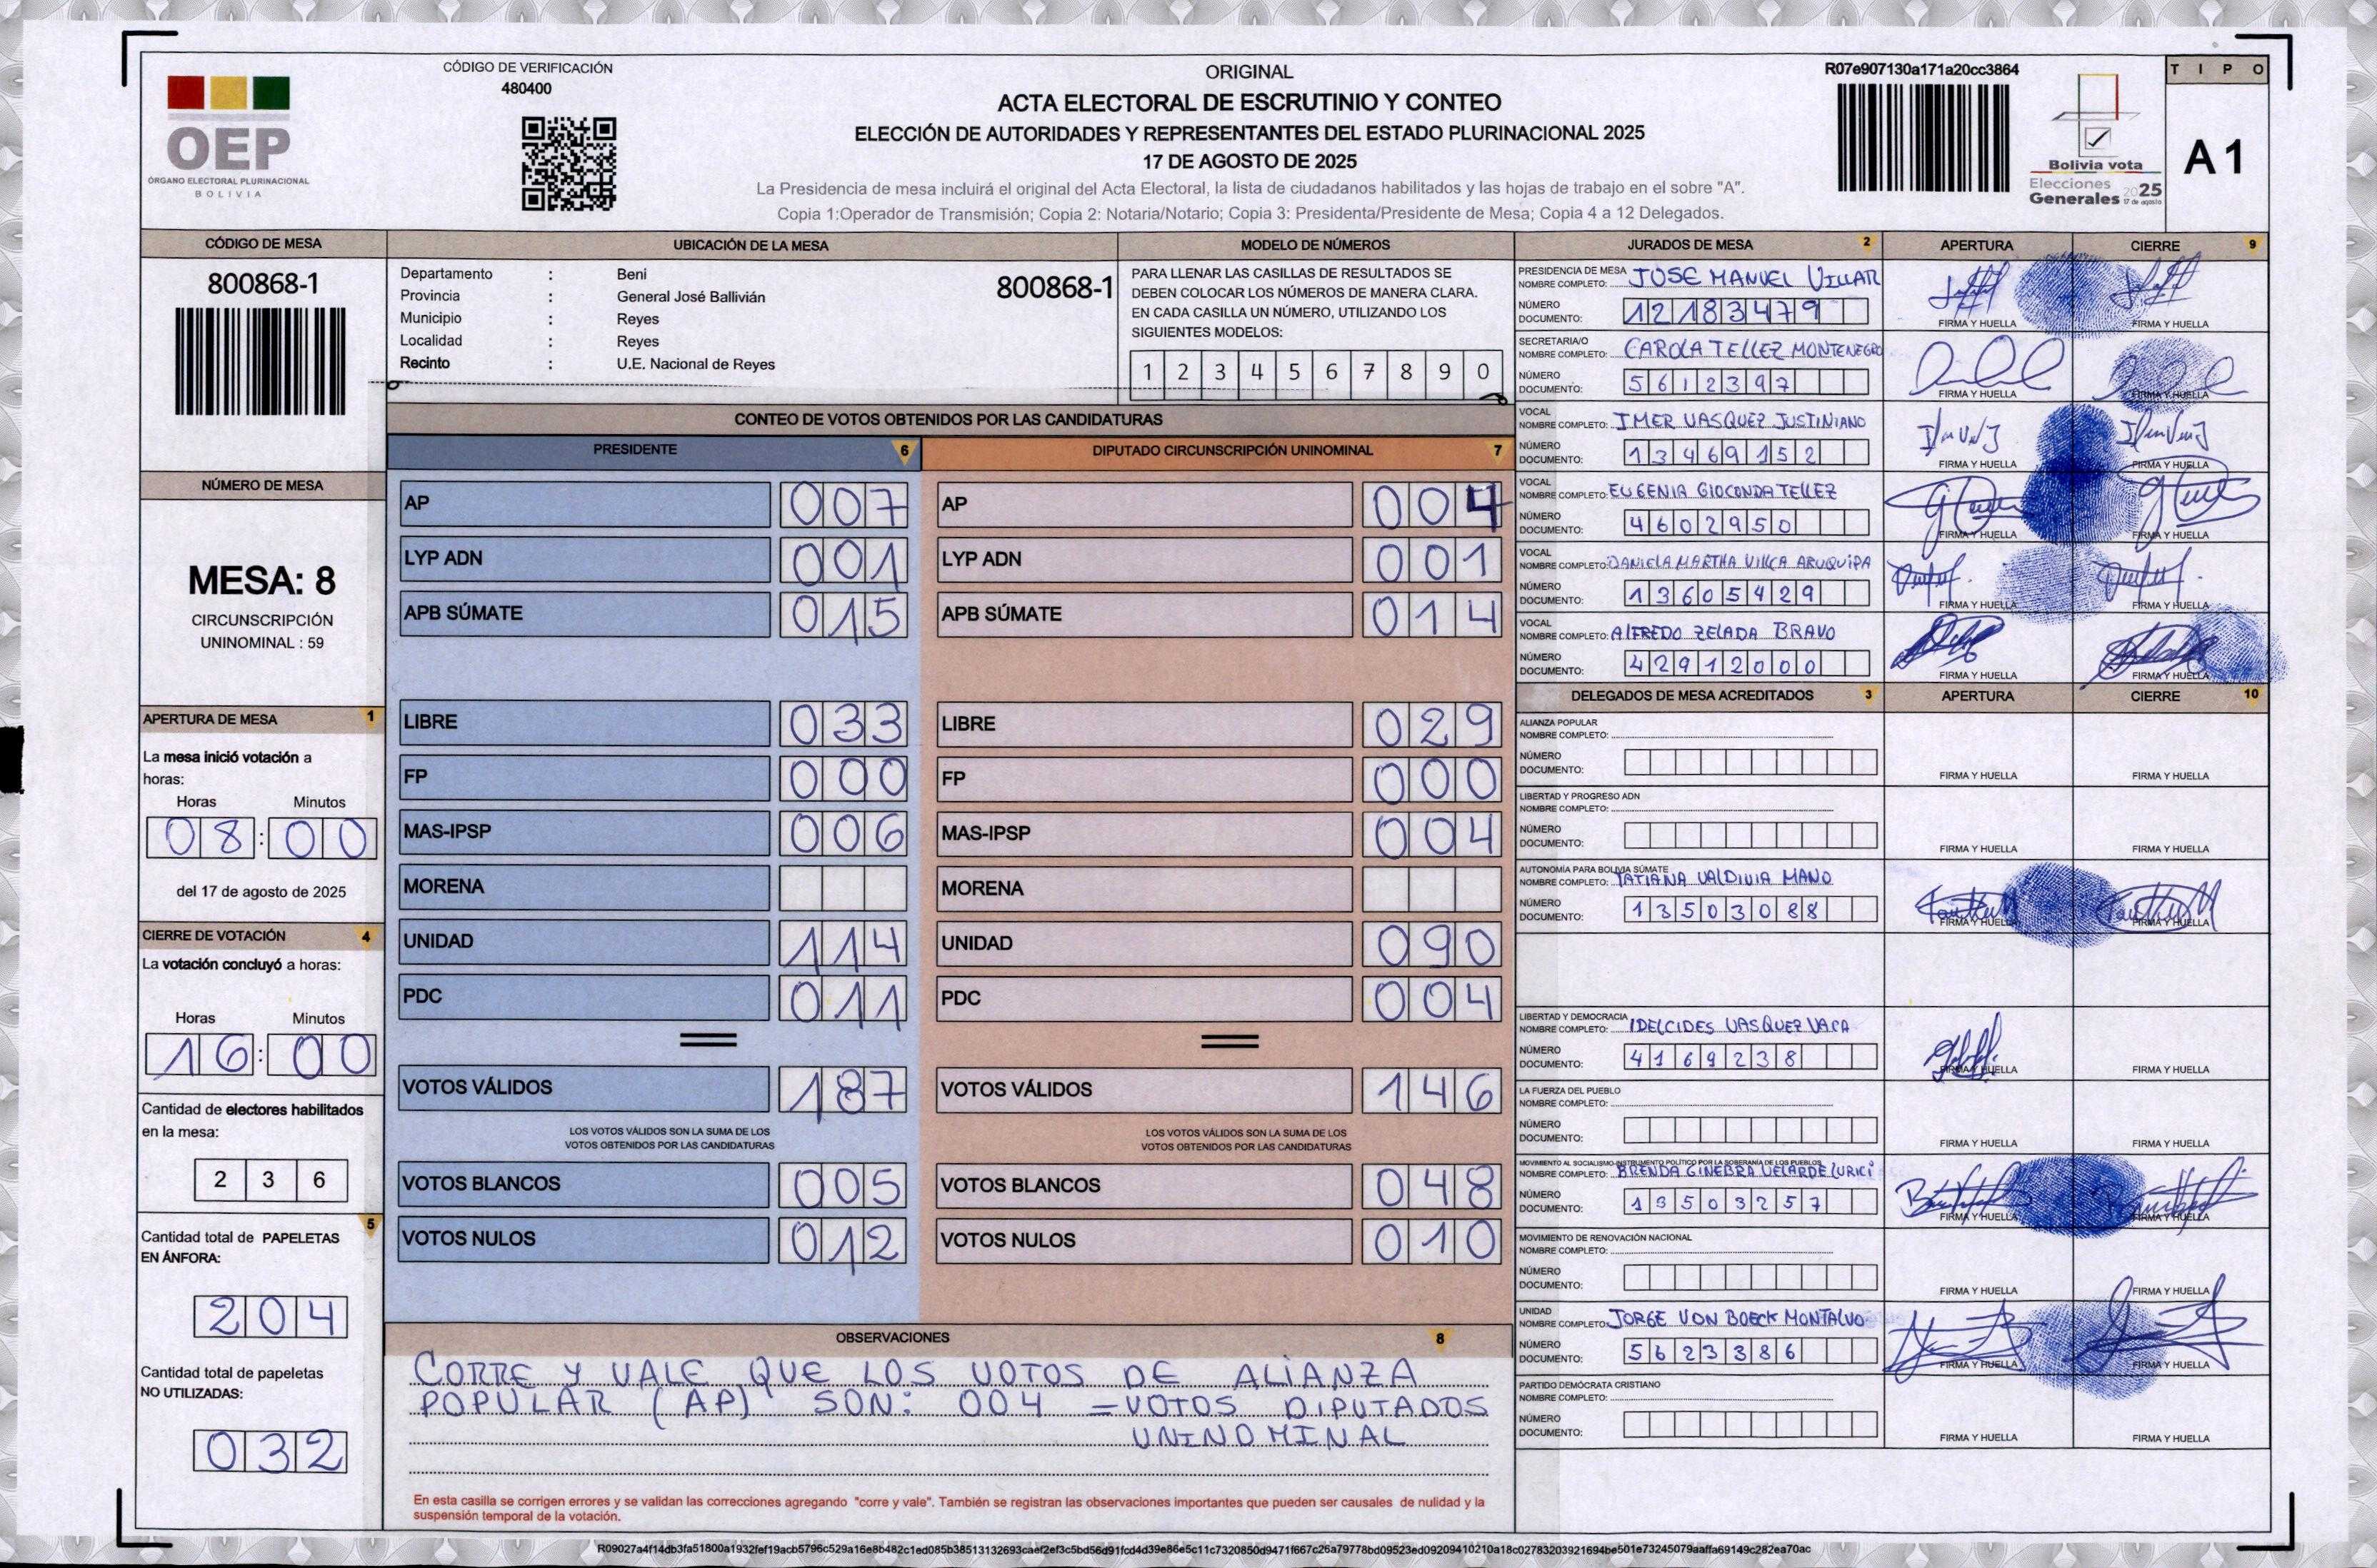 CÓDIGO DE VERIFICACIÓN
480400
OEP
ÓRGANO ELECTORAL PLURINACIONAL
BOLIVIA
ORIGINAL
ACTA ELECTORAL DE ESCRUTINIO Y CONTEO
ELECCIÓN DE AUTORIDADES Y REPRESENTANTES DEL ESTADO PLURINACIONAL 2025
17 DE AGOSTO DE 2025
La Presidencia de mesa incluirá el original del Acta Electoral, la lista de ciudadanos habilitados y las hojas de trabajo en el sobre "A".
Copia 1:Operador de Transmisión; Copia 2: Notaria/Notario; Copia 3: Presidenta/Presidente de Mesa; Copia 4 a 12 Delegados.
R07e907130a171a20cc3864
Bolivia vota
Elecciones
Generales 2025
17 de agosto
TIPO
A1
CÓDIGO DE MESA
800868-1
NÚMERO DE MESA
MESA: 8
CIRCUNSCRIPCIÓN
UNINOMINAL : 59
APERTURA DE MESA 1
La mesa inició votación a
horas:
Horas Minutos
08:00
del 17 de agosto de 2025
CIERRE DE VOTACIÓN 4
La votación concluyó a horas:
Horas Minutos
16:00
Cantidad de electores habilitados
en la mesa:
236
5
Cantidad total de PAPELETAS
EN ÁNFORA:
204
Cantidad total de papeletas
NO UTILIZADAS:
032
UBICACIÓN DE LA MESA
Departamento : Beni
800868-1
Provincia : General José Ballivián
Municipio : Reyes
Localidad : Reyes
Recinto : U.E. Nacional de Reyes
MODELO DE NÚMEROS
PARA LLENAR LAS CASILLAS DE RESULTADOS SE
DEBEN COLOCAR LOS NÚMEROS DE MANERA CLARA.
EN CADA CASILLA UN NÚMERO, UTILIZANDO LOS
SIGUIENTES MODELOS:
1 2 3 4 5 6 7 8 9 0
CONTEO DE VOTOS OBTENIDOS POR LAS CANDIDATURAS
PRESIDENTE 6
AP 007
LYP ADN 001
APB SÚMATE 015
LIBRE 033
FP 000
MAS-IPSP 006
MORENA
UNIDAD 114
PDC 011
VOTOS VÁLIDOS 187
LOS VOTOS VÁLIDOS SON LA SUMA DE LOS
VOTOS OBTENIDOS POR LAS CANDIDATURAS
VOTOS BLANCOS 005
VOTOS NULOS 012
DIPUTADO CIRCUNSCRIPCIÓN UNINOMINAL 7
AP 004
LYP ADN 001
APB SÚMATE 014
LIBRE 029
FP 000
MAS-IPSP 004
MORENA
UNIDAD 090
PDC 004
VOTOS VÁLIDOS 146
LOS VOTOS VÁLIDOS SON LA SUMA DE LOS
VOTOS OBTENIDOS POR LAS CANDIDATURAS
VOTOS BLANCOS 048
VOTOS NULOS 010
OBSERVACIONES 8
CORRE Y VALE QUE LOS VOTOS DE ALIANZA
POPULAR (AP) SON: 004 = VOTOS DIPUTADOS
UNINOMINAL
En esta casilla se corrigen errores y se validan las correcciones agregando "corre y vale". También se registran las observaciones importantes que pueden ser causales de nulidad y la
suspensión temporal de la votación.
JURADOS DE MESA 2 APERTURA CIERRE 9
PRESIDENCIA DE MESA
NOMBRE COMPLETO: JOSE MANUEL VILLAR
NÚMERO
DOCUMENTO: 12183479
FIRMA Y HUELLA FIRMA Y HUELLA
SECRETARIA/O
NOMBRE COMPLETO: CAROLA TELLEZ MONTENEGRO
NÚMERO
DOCUMENTO: 5612397
FIRMA Y HUELLA FIRMA Y HUELLA
VOCAL
NOMBRE COMPLETO: IMER VASQUEZ JUSTINIANO
NÚMERO
DOCUMENTO: 13469152
FIRMA Y HUELLA FIRMA Y HUELLA
VOCAL
NOMBRE COMPLETO: EUGENIA GIOCONDA TELLEZ
NÚMERO
DOCUMENTO: 4602950
FIRMA Y HUELLA FIRMA Y HUELLA
VOCAL
NOMBRE COMPLETO: DANIELA MARTHA VILLCA ARUQUIPA
NÚMERO
DOCUMENTO: 13605429
FIRMA Y HUELLA FIRMA Y HUELLA
VOCAL
NOMBRE COMPLETO: ALFREDO ZELADA BRAVO
NÚMERO
DOCUMENTO: 42912000
FIRMA Y HUELLA FIRMA Y HUELLA
DELEGADOS DE MESA ACREDITADOS 3 APERTURA CIERRE 10
ALIANZA POPULAR
NOMBRE COMPLETO:
NÚMERO
DOCUMENTO:
FIRMA Y HUELLA FIRMA Y HUELLA
LIBERTAD Y PROGRESO ADN
NOMBRE COMPLETO:
NÚMERO
DOCUMENTO:
FIRMA Y HUELLA FIRMA Y HUELLA
AUTONOMÍA PARA BOLIVIA SÚMATE
NOMBRE COMPLETO: TATIANA VALDIVIA MANO
NÚMERO
DOCUMENTO: 13503088
FIRMA Y HUELLA FIRMA Y HUELLA
LIBERTAD Y DEMOCRACIA
NOMBRE COMPLETO: IDELCIDES VASQUEZ VACA
NÚMERO
DOCUMENTO: 4169238
FIRMA Y HUELLA FIRMA Y HUELLA
LA FUERZA DEL PUEBLO
NOMBRE COMPLETO:
NÚMERO
DOCUMENTO:
FIRMA Y HUELLA FIRMA Y HUELLA
MOVIMIENTO AL SOCIALISMO-INSTRUMENTO POLÍTICO POR LA SOBERANÍA DE LOS PUEBLOS
NOMBRE COMPLETO: BRENDA GINEBRA VELARDE LURICI
NÚMERO
DOCUMENTO: 13503257
FIRMA Y HUELLA FIRMA Y HUELLA
MOVIMIENTO DE RENOVACIÓN NACIONAL
NOMBRE COMPLETO:
NÚMERO
DOCUMENTO:
FIRMA Y HUELLA FIRMA Y HUELLA
UNIDAD
NOMBRE COMPLETO: JORGE VON BOECK MONTALVO
NÚMERO
DOCUMENTO: 5623386
FIRMA Y HUELLA FIRMA Y HUELLA
PARTIDO DEMÓCRATA CRISTIANO
NOMBRE COMPLETO:
NÚMERO
DOCUMENTO:
FIRMA Y HUELLA FIRMA Y HUELLA